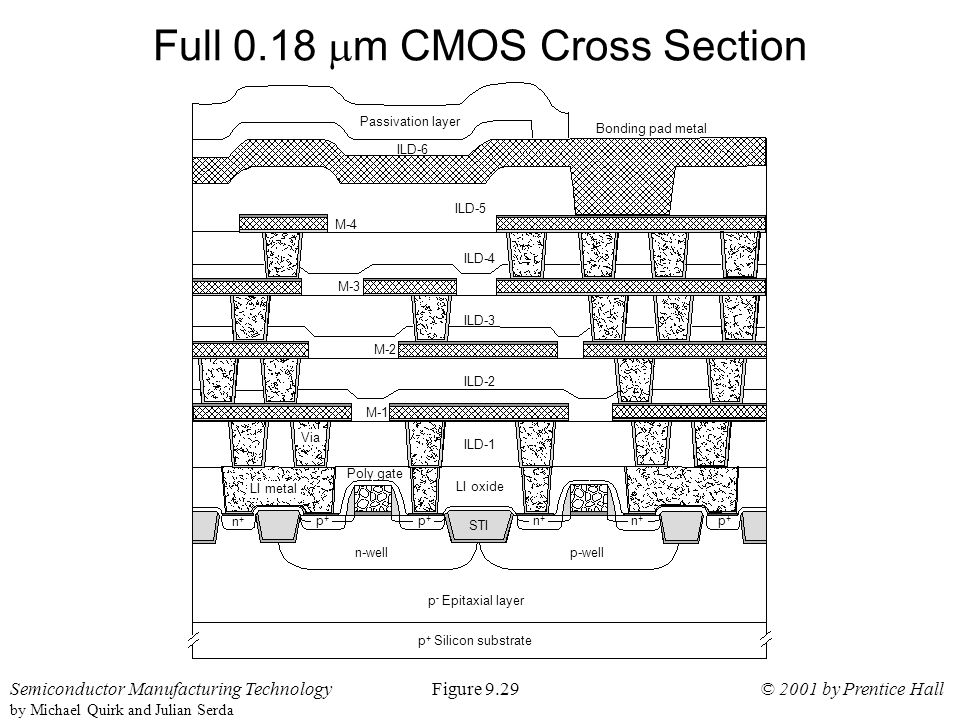 Full 0.18 μm CMOS Cross Section
Passivation layer
Bonding pad metal
ILD-6
ILD-5
M-4
ILD-4
M-3
ILD-3
M-2
ILD-2
M-1
Via
ILD-1
Poly gate
LI metal
LI oxide
n+ p+ p+ STI n+ n+ p+
n-well p-well
p- Epitaxial layer
p+ Silicon substrate
Semiconductor Manufacturing Technology Figure 9.29 © 2001 by Prentice Hall
by Michael Quirk and Julian Serda